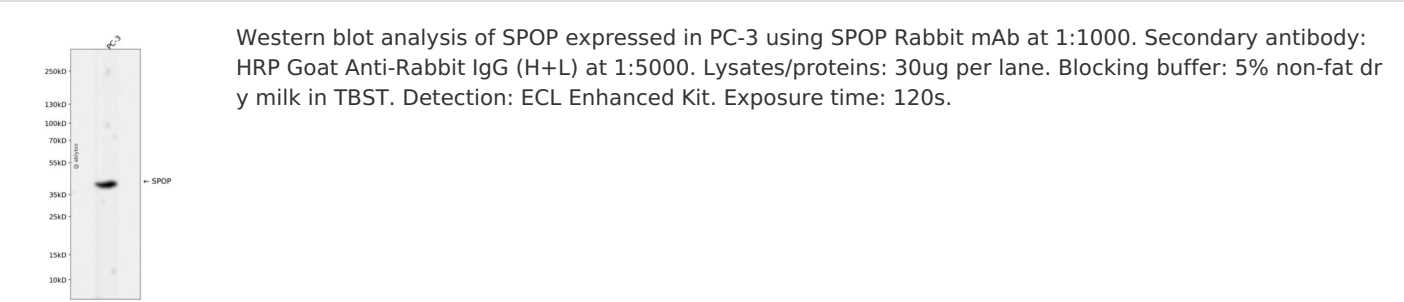 PC-3
Western blot analysis of SPOP expressed in PC-3 using SPOP Rabbit mAb at 1:1000. Secondary antibody:
HRP Goat Anti-Rabbit IgG (H+L) at 1:5000. Lysates/proteins: 30ug per lane. Blocking buffer: 5% non-fat dr
y milk in TBST. Detection: ECL Enhanced Kit. Exposure time: 120s.
250kD
130kD
100kD
70kD
55kD
← SPOP
35kD
25kD
15kD
10kD